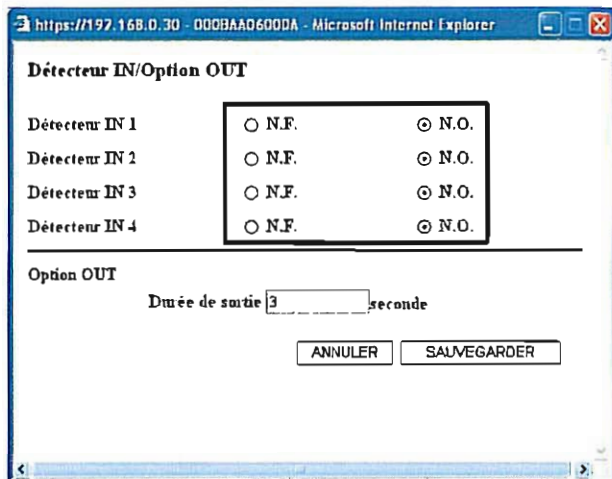 https://192.168.0.30 - 000BAA0600DA - Microsoft Internet Explorer
Détecteur IN/Option OUT
Détecteur IN 1 N.F. N.O.
Détecteur IN 2 N.F. N.O.
Détecteur IN 3 N.F. N.O.
Détecteur IN 4 N.F. N.O.
Option OUT
Durée de sortie 3 seconde
ANNULER SAUVEGARDER